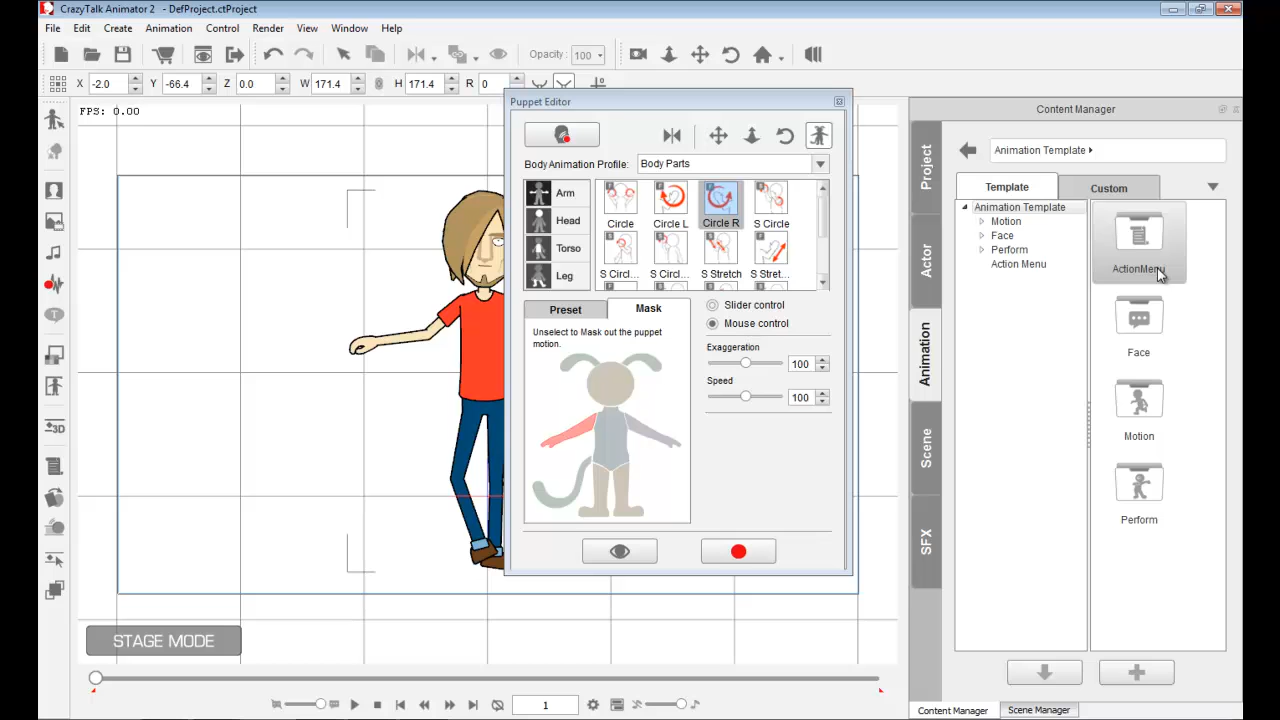 CrazyTalk Animator 2 - DefProject.ctProject
File Edit Create Animation Control Render View Window Help
Opacity: 100
X -2.0 Y -66.4 Z 0.0 W 171.4 H 171.4 R 0
FPS: 0.00
STAGE MODE
1
Puppet Editor
Body Animation Profile: Body Parts
Arm
Head
Torso
Leg
Circle Circle L Circle R S Circle
S Circl... S Circl... S Stretch S Stret...
Preset Mask
Unselect to Mask out the puppet
motion.
Slider control
Mouse control
Exaggeration
100
Speed
100
Content Manager
Project
Actor
Animation
Scene
SFX
Animation Template
Template Custom
Animation Template
Motion
Face
Perform
Action Menu
ActionMenu
Face
Motion
Perform
Content Manager Scene Manager